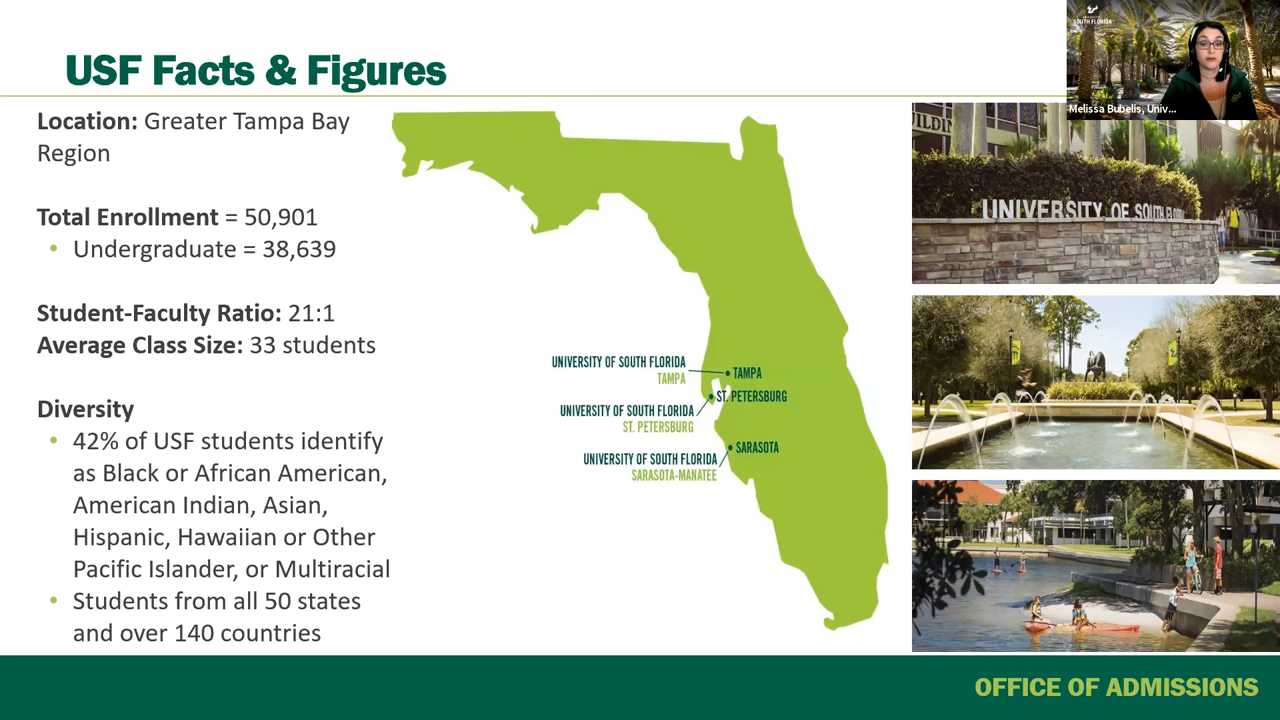 USF Facts & Figures
SOUTH FLORIDA
Melissa Bubelis, Univ...
Location: Greater Tampa Bay
Region
Total Enrollment = 50,901
• Undergraduate = 38,639
Student-Faculty Ratio: 21:1
Average Class Size: 33 students
Diversity
• 42% of USF students identify
as Black or African American,
American Indian, Asian,
Hispanic, Hawaiian or Other
Pacific Islander, or Multiracial
• Students from all 50 states
and over 140 countries
UNIVERSITY OF SOUTH FLORIDA
TAMPA
TAMPA
ST. PETERSBURG
UNIVERSITY OF SOUTH FLORIDA
ST. PETERSBURG
SARASOTA
UNIVERSITY OF SOUTH FLORIDA
SARASOTA-MANATEE
UNIVERSITY OF SOUTH FLORIDA
OFFICE OF ADMISSIONS